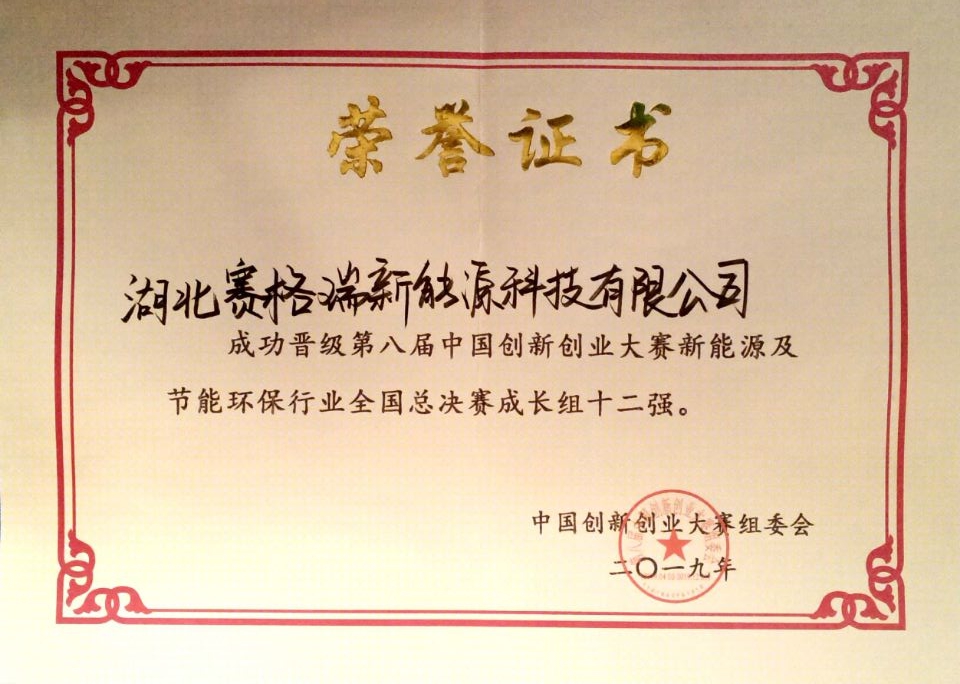 荣誉证书
湖北赛格瑞新能源科技有限公司
成功晋级第八届中国创新创业大赛新能源及
节能环保行业全国总决赛成长组十二强。
中国创新创业大赛组委会
二〇一九年